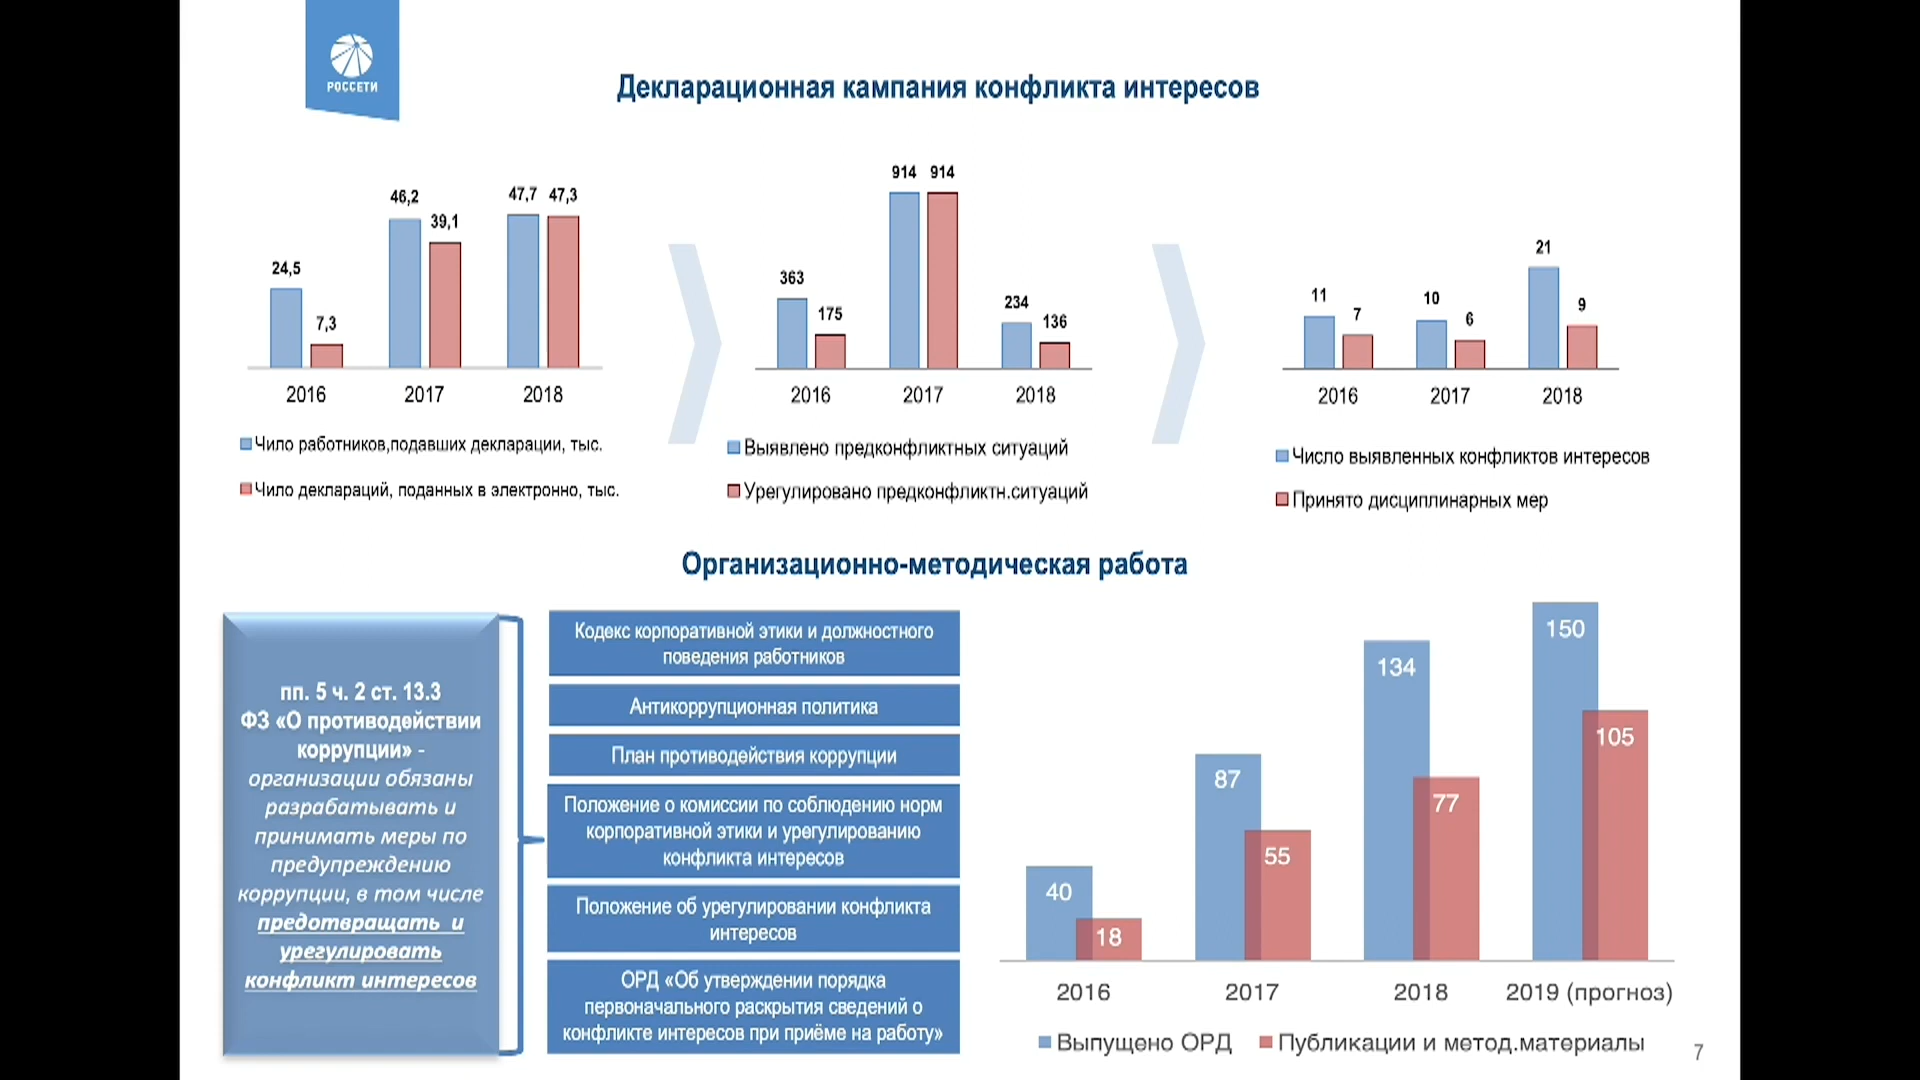 РОССЕТИ
Декларационная кампания конфликта интересов
24,5
7,3
46,2
39,1
47,7
47,3
2016
2017
2018
Чило работников,подавших декларации, тыс.
Чило деклараций, поданных в электронно, тыс.
363
175
914
914
234
136
2016
2017
2018
Выявлено предконфликтных ситуаций
Урегулировано предконфликтн.ситуаций
11
7
10
6
21
9
2016
2017
2018
Число выявленных конфликтов интересов
Принято дисциплинарных мер
Организационно-методическая работа
пп. 5 ч. 2 ст. 13.3
ФЗ «О противодействии
коррупции» -
организации обязаны
разрабатывать и
принимать меры по
предупреждению
коррупции, в том числе
предотвращать и
урегулировать
конфликт интересов
Кодекс корпоративной этики и должностного
поведения работников
Антикоррупционная политика
План противодействия коррупции
Положение о комиссии по соблюдению норм
корпоративной этики и урегулированию
конфликта интересов
Положение об урегулировании конфликта
интересов
ОРД «Об утверждении порядка
первоначального раскрытия сведений о
конфликте интересов при приёме на работу»
40
18
87
55
134
77
150
105
2016
2017
2018
2019 (прогноз)
Выпущено ОРД
Публикации и метод.материалы
7